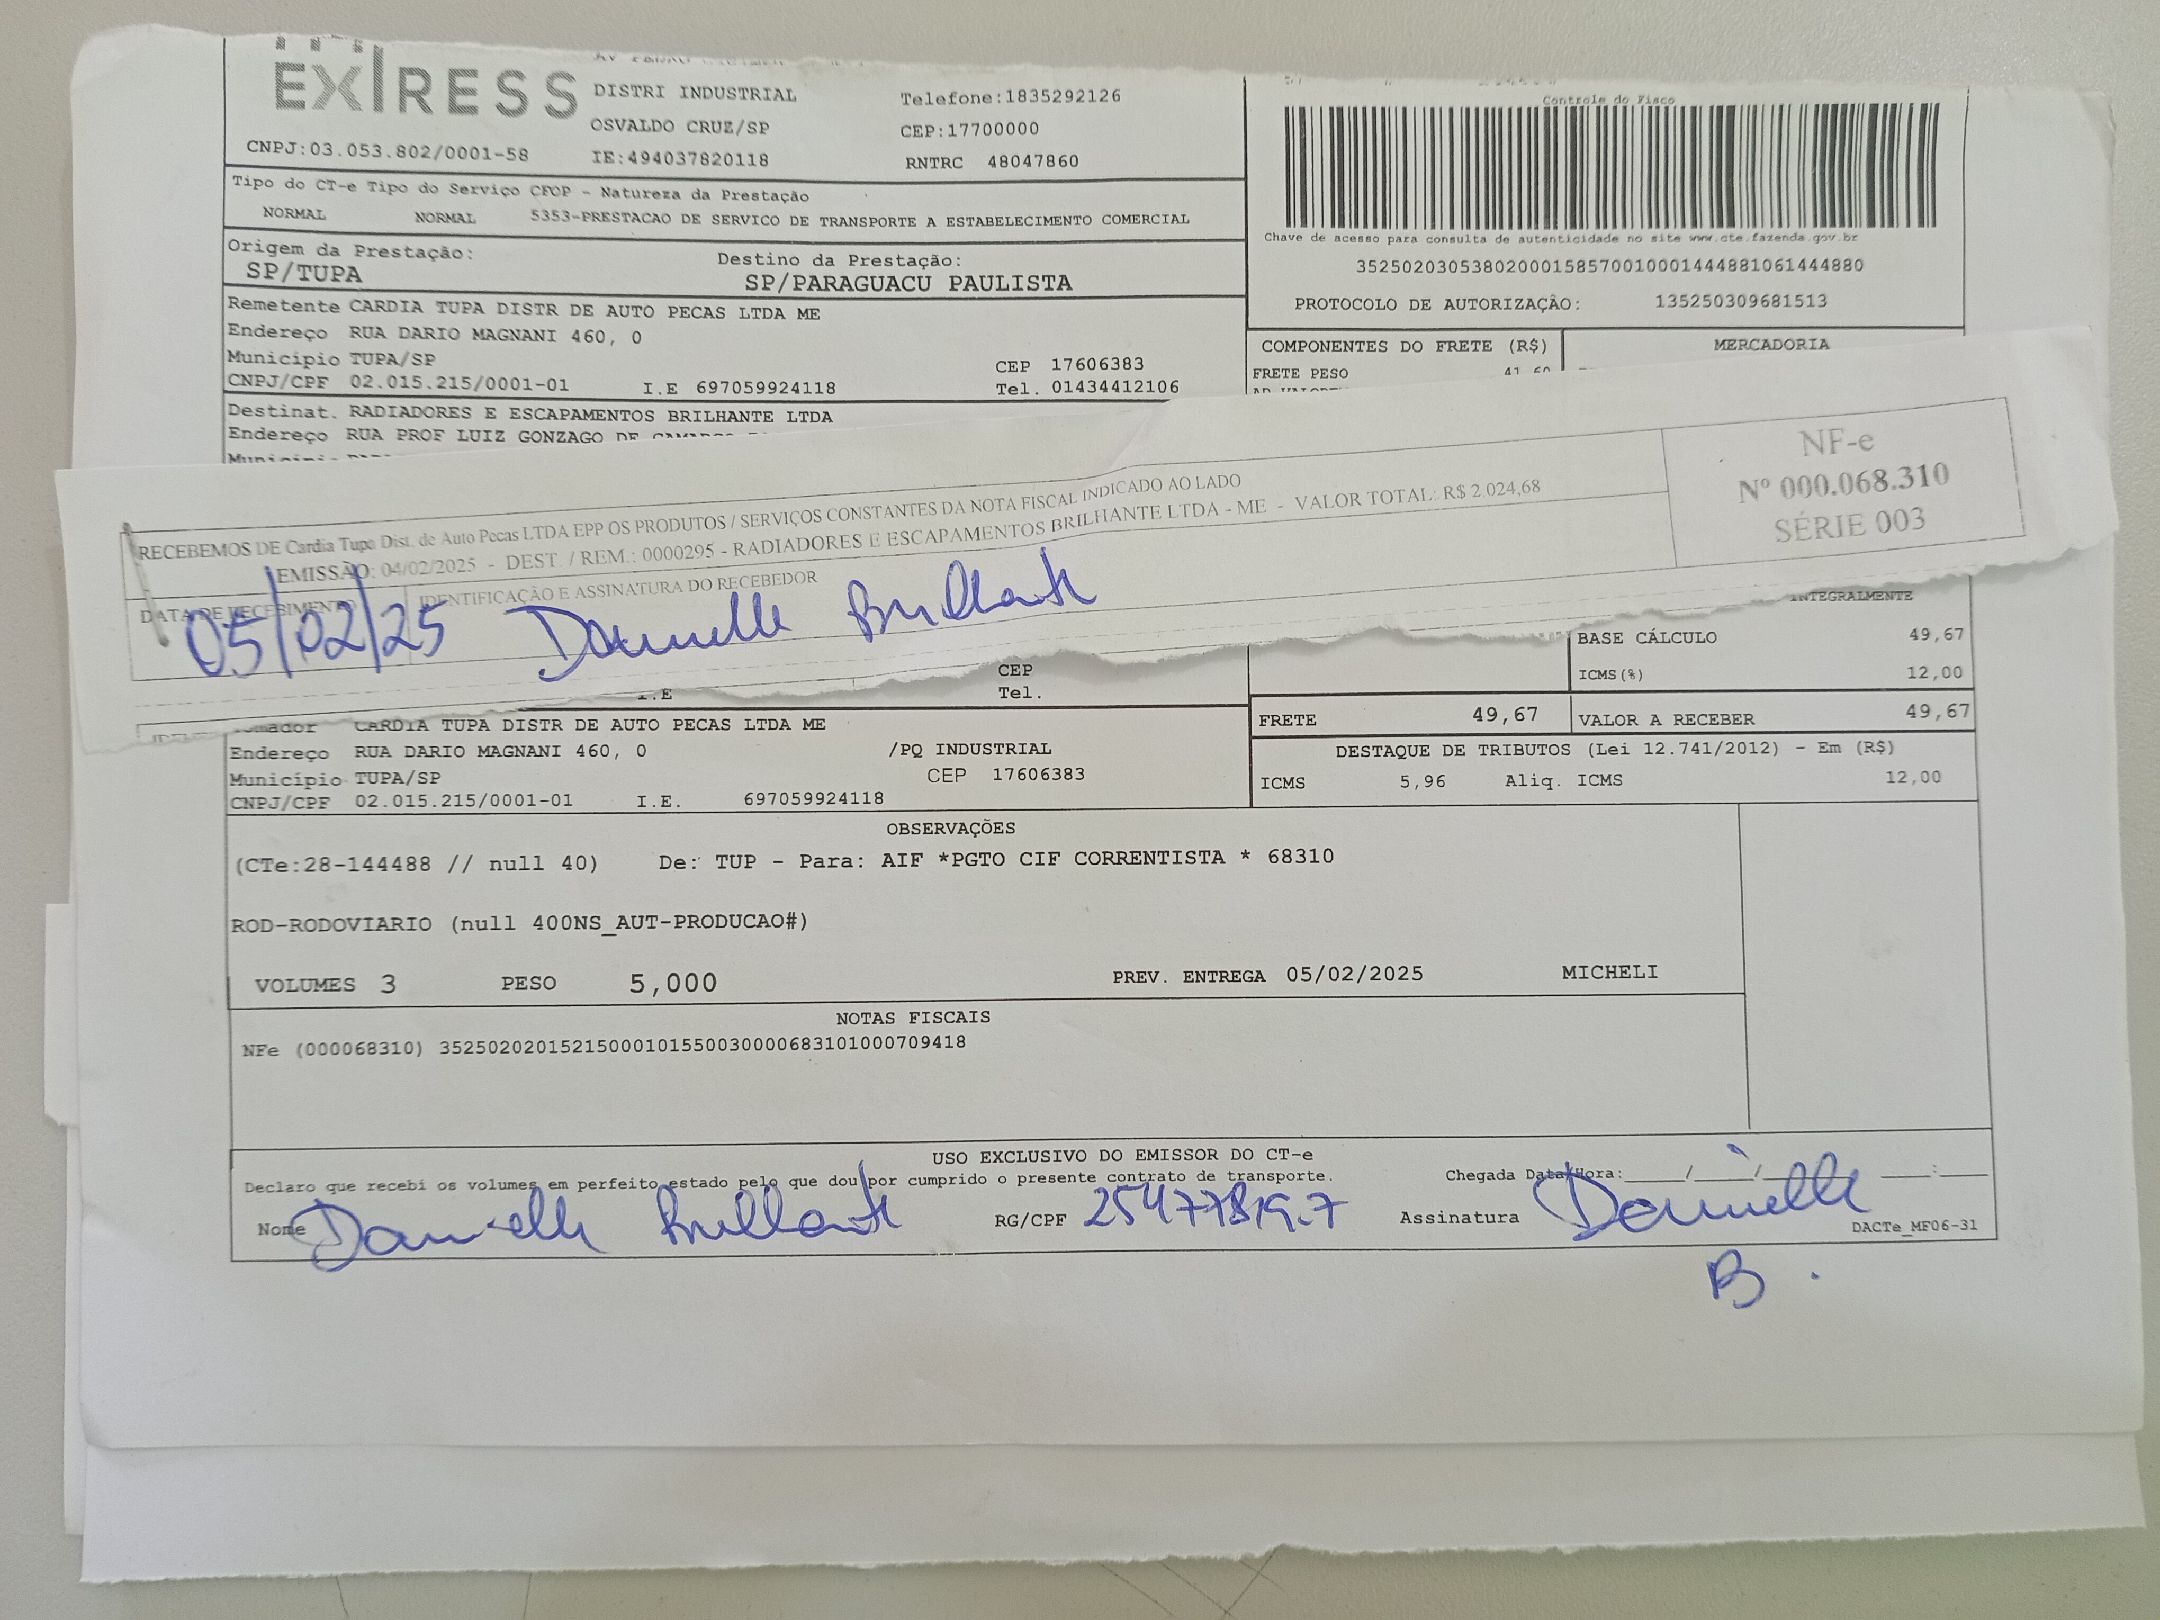 EXPRESS
DISTRI INDUSTRIAL
Telefone:1835292126
OSVALDO CRUZ/SP
CEP:17700000
CNPJ:03.053.802/0001-58
IE:494037820118
RNTRC 48047860
Tipo do CT-e Tipo do Serviço CFOP - Natureza da Prestação
NORMAL NORMAL 5353-PRESTACAO DE SERVICO DE TRANSPORTE A ESTABELECIMENTO COMERCIAL
Origem da Prestação:
SP/TUPA
Destino da Prestação:
SP/PARAGUACU PAULISTA
Remetente CARDIA TUPA DISTR DE AUTO PECAS LTDA ME
Endereço RUA DARIO MAGNANI 460, 0
Município TUPA/SP
CEP 17606383
CNPJ/CPF 02.015.215/0001-01 I.E 697059924118 Tel. 01434412106
Destinat. RADIADORES E ESCAPAMENTOS BRILHANTE LTDA
Endereço RUA PROF LUIZ GONZAGO DE
Controle do Fisco
Chave de acesso para consulta de autenticidade no site www.cte.fazenda.gov.br
35250203053802000158570010001444881061444880
PROTOCOLO DE AUTORIZAÇÃO: 135250309681513
COMPONENTES DO FRETE (R$)
MERCADORIA
FRETE PESO 41,60
RECEBEMOS DE Cardia Tupa Dist. de Auto Pecas LTDA EPP OS PRODUTOS / SERVIÇOS CONSTANTES DA NOTA FISCAL INDICADO AO LADO
EMISSÃO: 04/02/2025 - DEST. / REM.: 0000295 - RADIADORES E ESCAPAMENTOS BRILHANTE LTDA - ME - VALOR TOTAL: R$ 2.024,68
DATA DE RECEBIMENTO
IDENTIFICAÇÃO E ASSINATURA DO RECEBEDOR
05/02/25 Danielle Brilhante
NF-e
Nº 000.068.310
SÉRIE 003
INTEGRALMENTE
BASE CÁLCULO 49,67
ICMS(%) 12,00
CEP
I.E Tel.
FRETE 49,67 VALOR A RECEBER 49,67
DESTAQUE DE TRIBUTOS (Lei 12.741/2012) - Em (R$)
ICMS 5,96 Aliq. ICMS 12,00
CARDIA TUPA DISTR DE AUTO PECAS LTDA ME
Endereço RUA DARIO MAGNANI 460, 0 /PQ INDUSTRIAL
Município TUPA/SP CEP 17606383
CNPJ/CPF 02.015.215/0001-01 I.E. 697059924118
OBSERVAÇÕES
(CTe:28-144488 // null 40) De: TUP - Para: AIF *PGTO CIF CORRENTISTA * 68310
ROD-RODOVIARIO (null 400NS_AUT-PRODUCAO#)
VOLUMES 3 PESO 5,000 PREV. ENTREGA 05/02/2025 MICHELI
NOTAS FISCAIS
NFe (000068310) 35250202015215000101550030000683101000709418
USO EXCLUSIVO DO EMISSOR DO CT-e
Declaro que recebi os volumes em perfeito estado pelo que dou por cumprido o presente contrato de transporte.
Chegada Data/Hora:____/____/____ ____:____
Nome Danielle Brilhante RG/CPF Assinatura Danielle
B.
DACTe_MF06-31